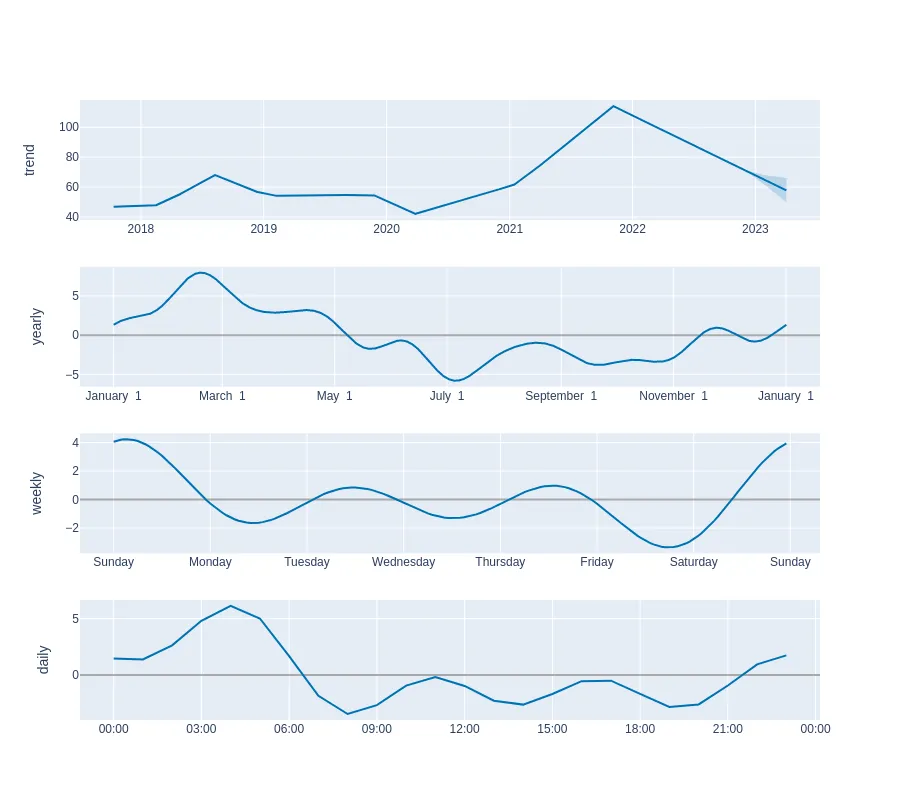 trend
100
80
60
40
2018 2019 2020 2021 2022 2023
yearly
5
0
−5
January 1 March 1 May 1 July 1 September 1 November 1 January 1
weekly
4
2
0
−2
Sunday Monday Tuesday Wednesday Thursday Friday Saturday Sunday
daily
5
0
00:00 03:00 06:00 09:00 12:00 15:00 18:00 21:00 00:00